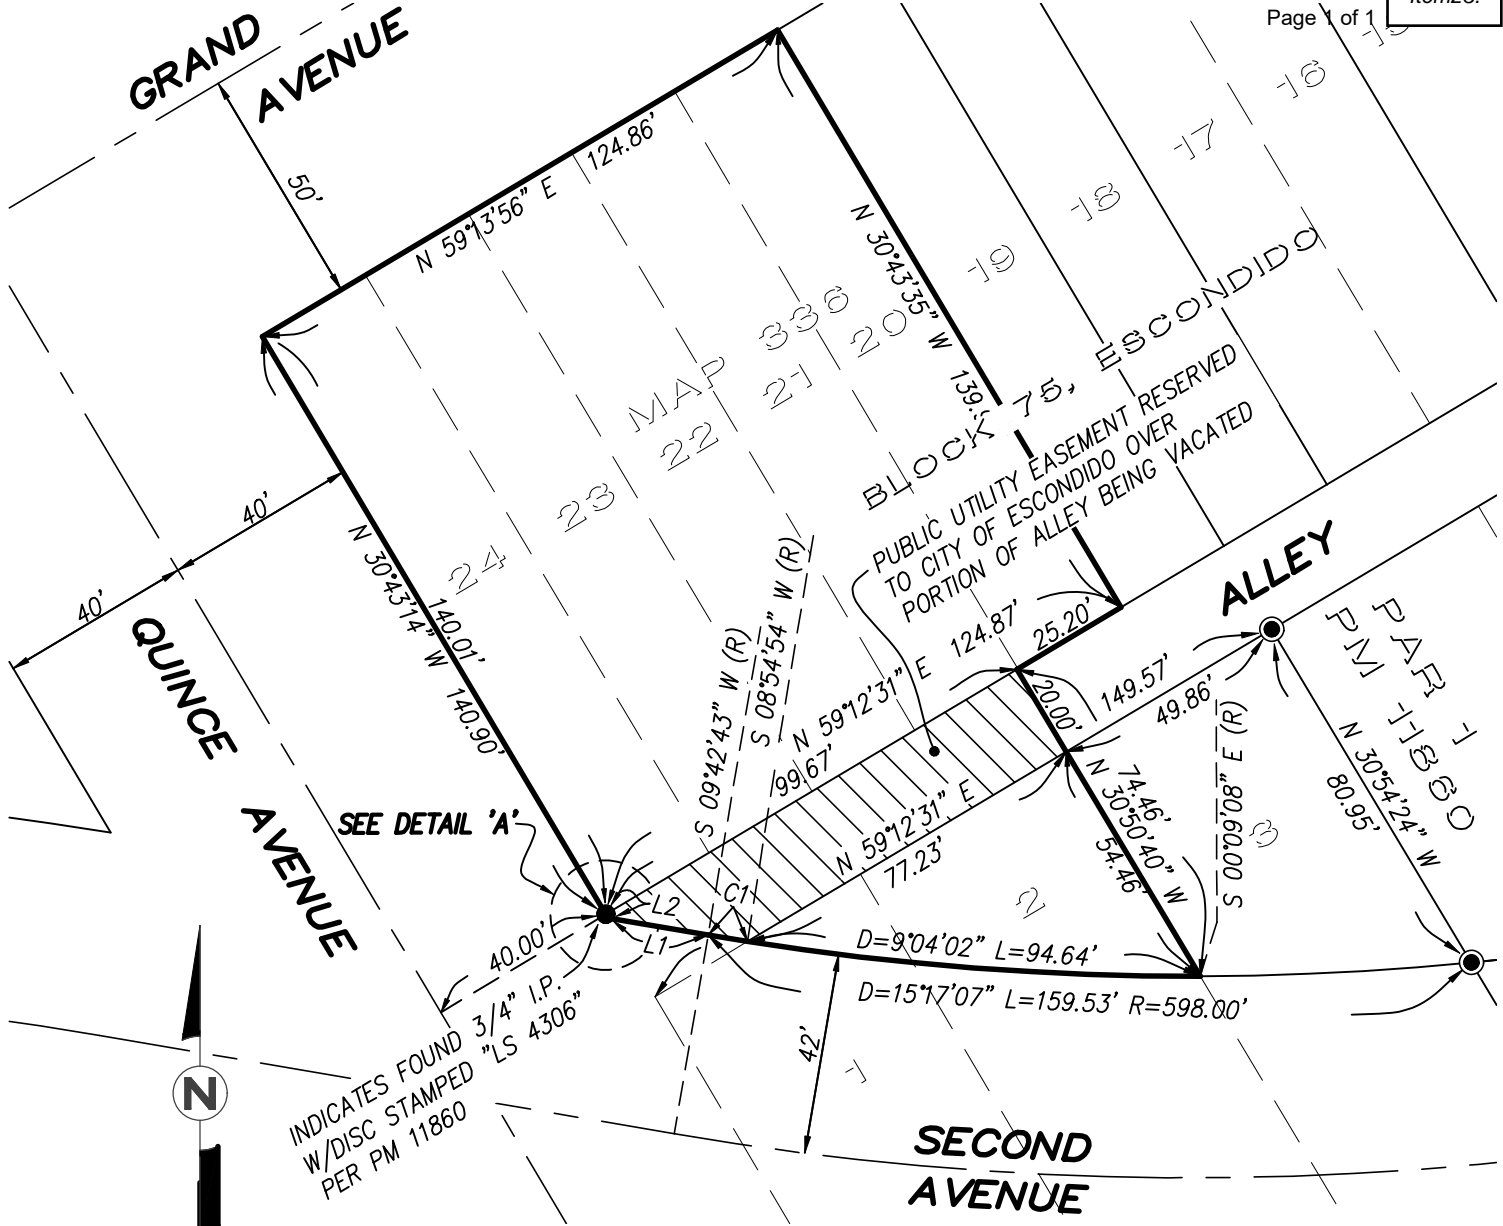 Page 1 of 1
GRAND
AVENUE
50'
N 59°13'56" E 124.86'
N 30°43'35" W
19
18
17
16
MAP 336
24
23
22
21
20
BLOCK 75, ESCONDIDO
PUBLIC UTILITY EASEMENT RESERVED
TO CITY OF ESCONDIDO OVER
PORTION OF ALLEY BEING VACATED
40'
40'
N 30°43'14" W 140.90'
140.01'
QUINCE
AVENUE
ALLEY
S 09°42'43" W (R)
S 08°54'54" W (R)
N 59°12'31" E 124.87'
25.20'
99.67'
20.00'
149.57'
49.86'
N 59°12'31" E
77.23'
74.46'
N 30°50'40" W
54.46'
S 00°09'08" E (R)
PAR 1
PM 11860
N 30°54'24" W
80.95'
SEE DETAIL 'A'
L2
C1
L1
2
3
40.00'
D=9°04'02" L=94.64'
D=15°17'07" L=159.53' R=598.00'
INDICATES FOUND 3/4" I.P.
W/DISC STAMPED "LS 4306"
PER PM 11860
42'
1
N
SECOND
AVENUE